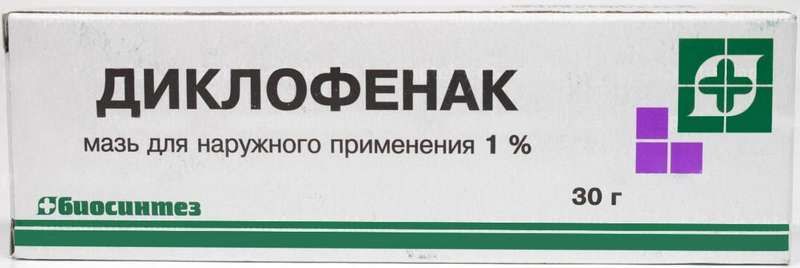 ДИКЛОФЕНАК
мазь для наружного применения 1 %
30 г
биосинтез